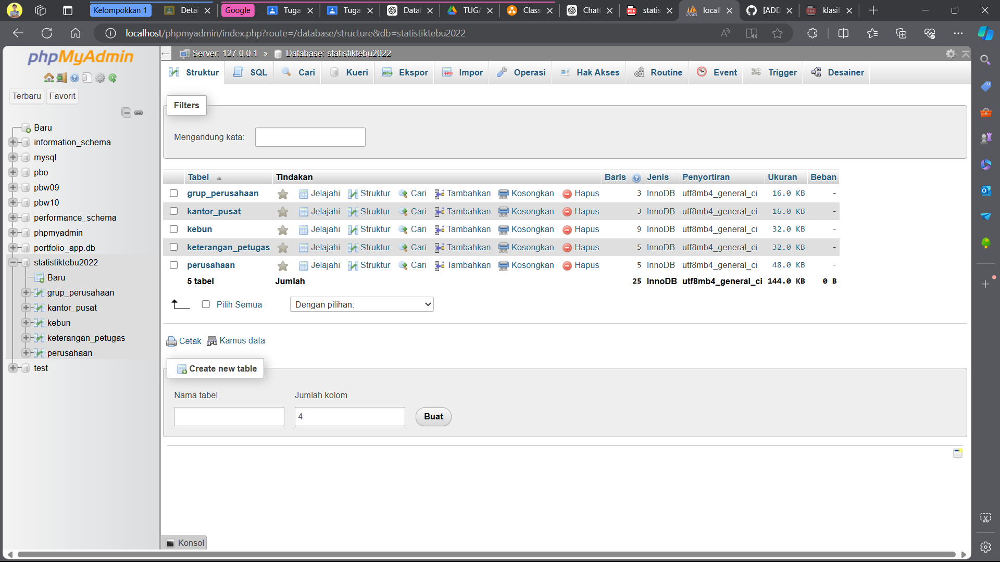 Kelompokkan 1
Detai
Google
Tuga
Tuga
Datal
TUGA
Class
Chat
statis
locall
[ADD
klasif
localhost/phpmyadmin/index.php?route=/database/structure&db=statistiktebu2022
phpMyAdmin
Terbaru
Favorit
Baru
information_schema
mysql
pbo
pbw09
pbw10
performance_schema
phpmyadmin
portfolio_app.db
statistiktebu2022
Baru
grup_perusahaan
kantor_pusat
kebun
keterangan_petugas
perusahaan
test
Server: 127.0.0.1 » Database: statistiktebu2022
Struktur SQL Cari Kueri Ekspor Impor Operasi Hak Akses Routine Event Trigger Desainer
Filters
Mengandung kata:
Tabel Tindakan Baris Jenis Penyortiran Ukuran Beban
grup_perusahaan Jelajahi Struktur Cari Tambahkan Kosongkan Hapus 3 InnoDB utf8mb4_general_ci 16.0 KB -
kantor_pusat Jelajahi Struktur Cari Tambahkan Kosongkan Hapus 3 InnoDB utf8mb4_general_ci 16.0 KB -
kebun Jelajahi Struktur Cari Tambahkan Kosongkan Hapus 9 InnoDB utf8mb4_general_ci 32.0 KB -
keterangan_petugas Jelajahi Struktur Cari Tambahkan Kosongkan Hapus 5 InnoDB utf8mb4_general_ci 32.0 KB -
perusahaan Jelajahi Struktur Cari Tambahkan Kosongkan Hapus 5 InnoDB utf8mb4_general_ci 48.0 KB -
5 tabel Jumlah 25 InnoDB utf8mb4_general_ci 144.0 KB 0 B
Pilih Semua Dengan pilihan:
Cetak Kamus data
Create new table
Nama tabel Jumlah kolom
4 Buat
Konsol